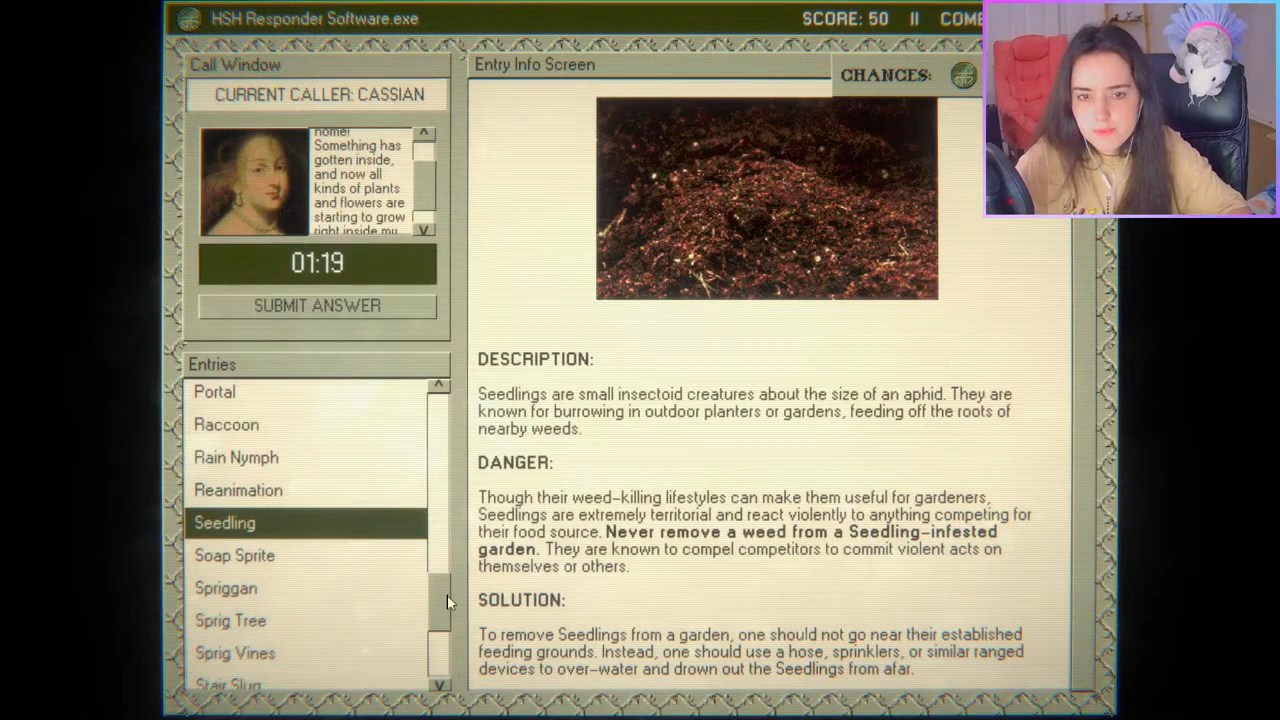 HSH Responder Software.exe
SCORE: 50 II
Call Window
CURRENT CALLER: CASSIAN
home!
Something has
gotten inside,
and now all
kinds of plants
and flowers are
starting to grow
right inside my
01:19
SUBMIT ANSWER
Entries
Portal
Raccoon
Rain Nymph
Reanimation
Seedling
Soap Sprite
Spriggan
Sprig Tree
Sprig Vines
Stair Slug
Entry Info Screen
CHANCES:
DESCRIPTION:
Seedlings are small insectoid creatures about the size of an aphid. They are
known for burrowing in outdoor planters or gardens, feeding off the roots of
nearby weeds.
DANGER:
Though their weed-killing lifestyles can make them useful for gardeners,
Seedlings are extremely territorial and react violently to anything competing for
their food source. Never remove a weed from a Seedling-infested
garden. They are known to compel competitors to commit violent acts on
themselves or others.
SOLUTION:
To remove Seedlings from a garden, one should not go near their established
feeding grounds. Instead, one should use a hose, sprinklers, or similar ranged
devices to over-water and drown out the Seedlings from afar.